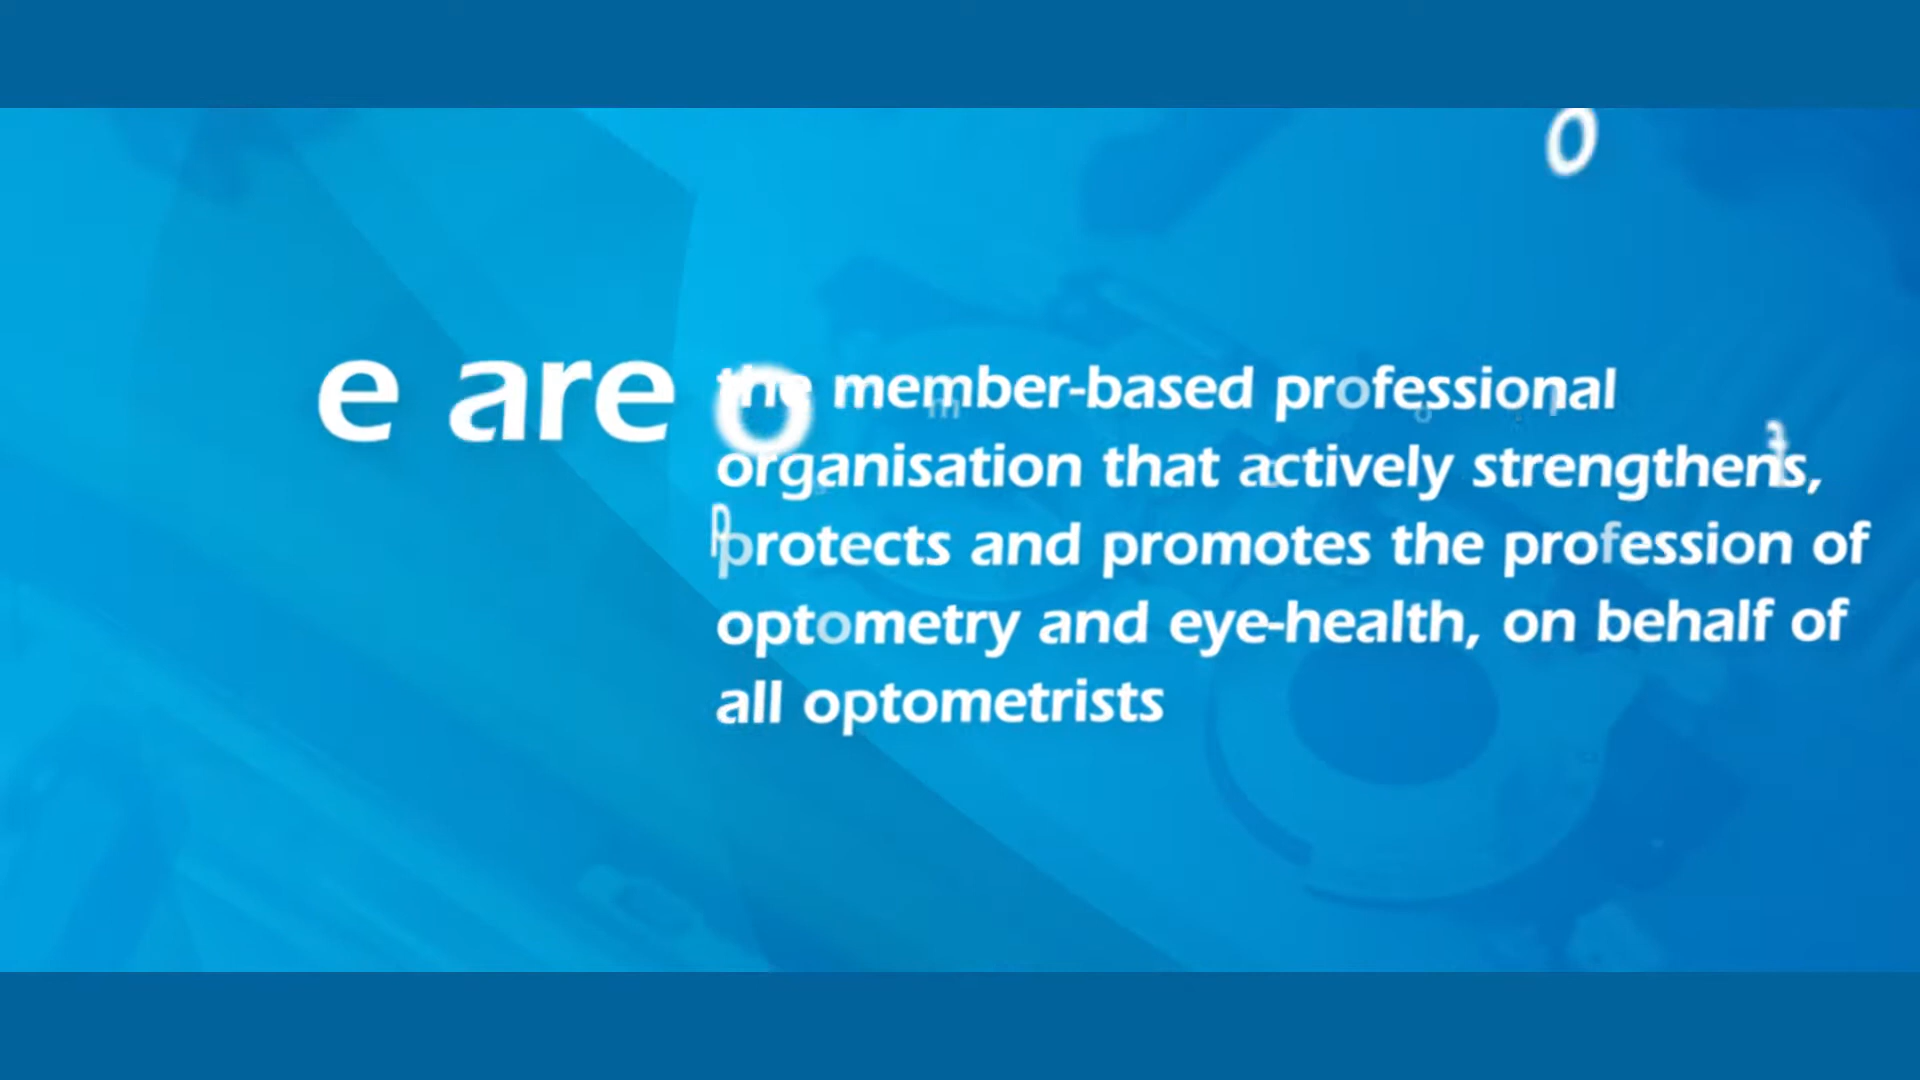 e are o
the member-based professional
organisation that actively strengthens,
protects and promotes the profession of
optometry and eye-health, on behalf of
all optometrists